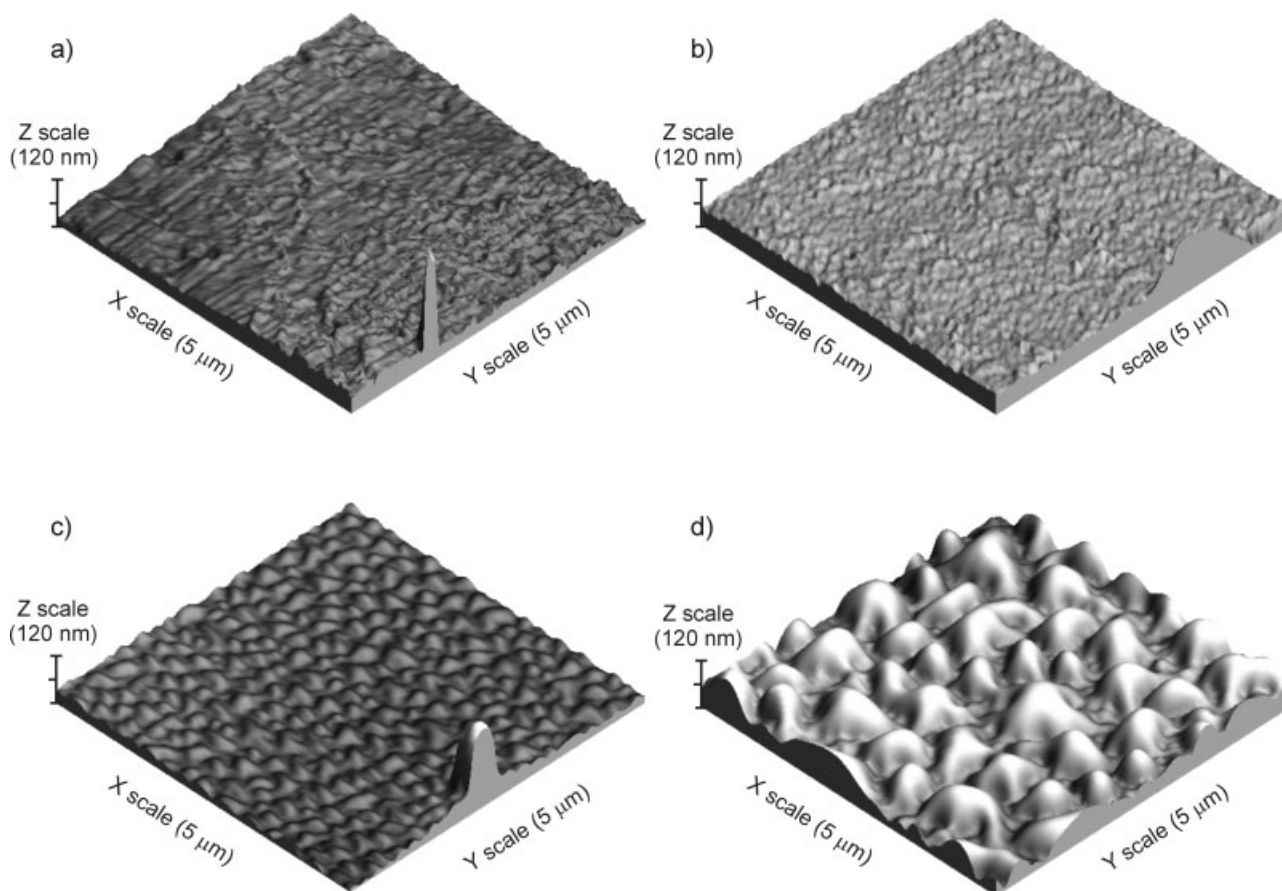 a)
Z scale
(120 nm)
X scale (5 μm)
Y scale (5 μm)
b)
Z scale
(120 nm)
X scale (5 μm)
Y scale (5 μm)
c)
Z scale
(120 nm)
X scale (5 μm)
Y scale (5 μm)
d)
Z scale
(120 nm)
X scale (5 μm)
Y scale (5 μm)